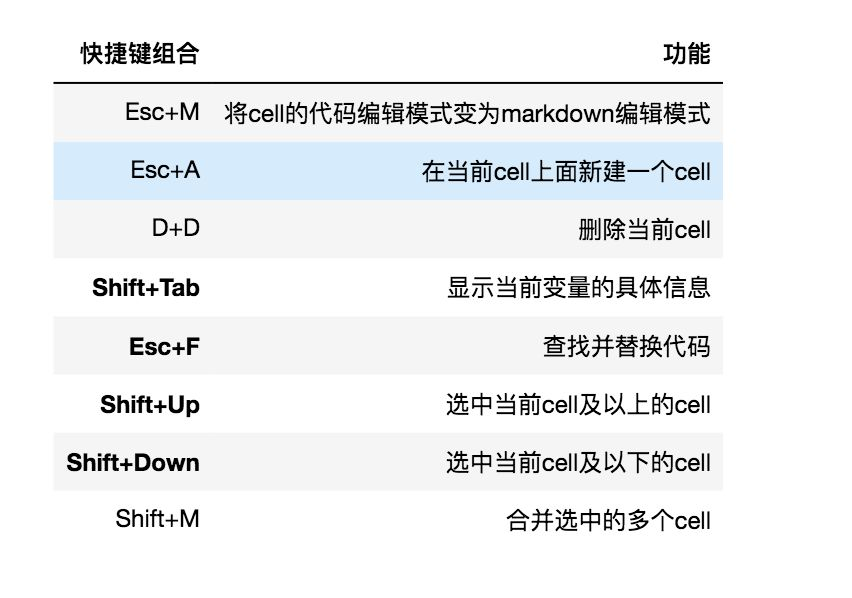 快捷键组合 功能
Esc+M 将cell的代码编辑模式变为markdown编辑模式
Esc+A 在当前cell上面新建一个cell
D+D 删除当前cell
Shift+Tab 显示当前变量的具体信息
Esc+F 查找并替换代码
Shift+Up 选中当前cell及以上的cell
Shift+Down 选中当前cell及以下的cell
Shift+M 合并选中的多个cell